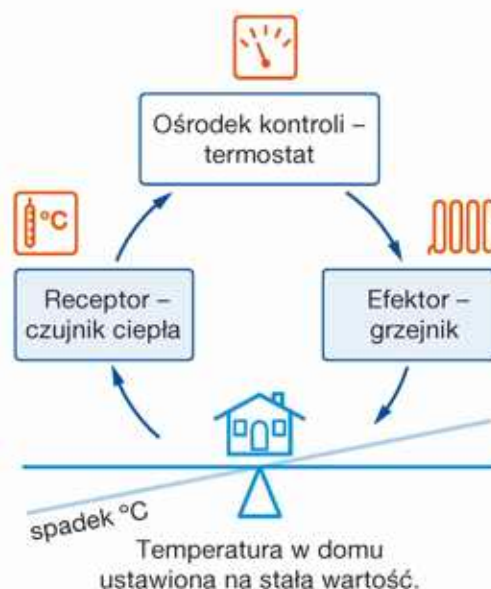 Ośrodek kontroli –
termostat
°C
Receptor –
czujnik ciepła
Efektor –
grzejnik
spadek °C
Temperatura w domu
ustawiona na stałą wartość.